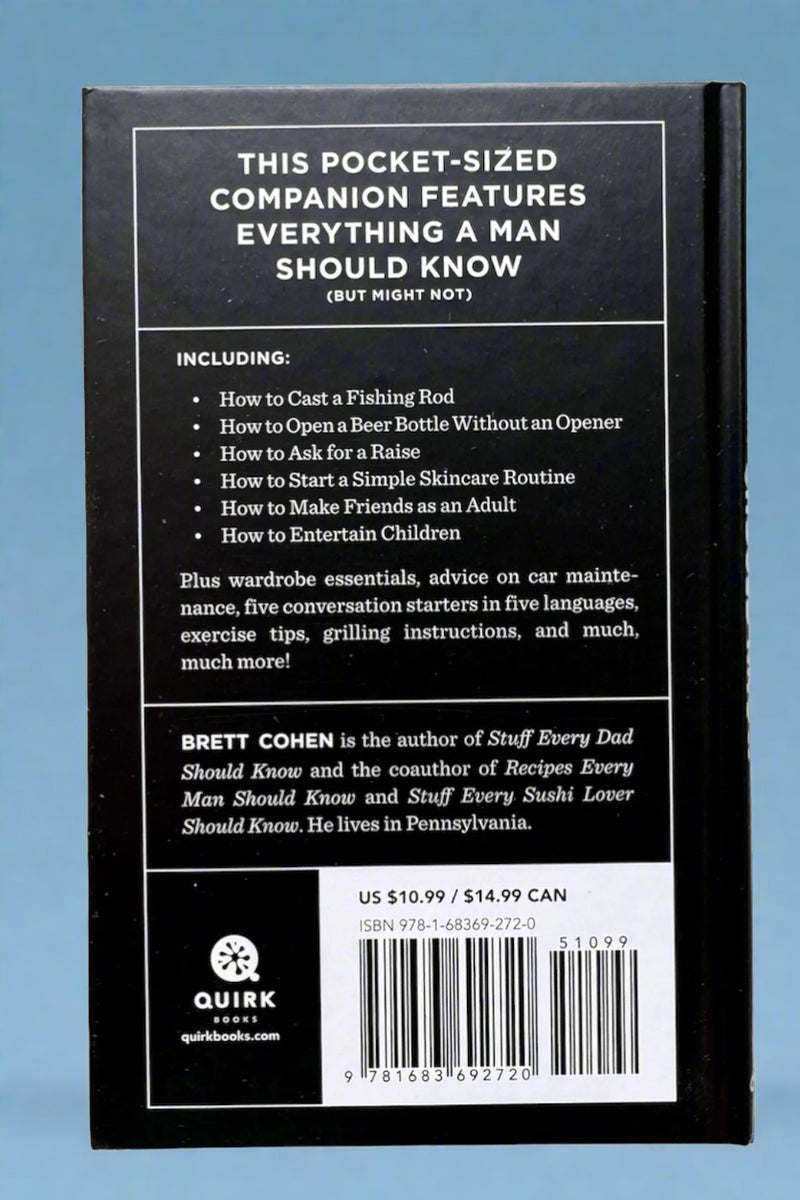 THIS POCKET-SIZED
COMPANION FEATURES
EVERYTHING A MAN
SHOULD KNOW
(BUT MIGHT NOT)
INCLUDING:
• How to Cast a Fishing Rod
• How to Open a Beer Bottle Without an Opener
• How to Ask for a Raise
• How to Start a Simple Skincare Routine
• How to Make Friends as an Adult
• How to Entertain Children
Plus wardrobe essentials, advice on car mainte-
nance, five conversation starters in five languages,
exercise tips, grilling instructions, and much,
much more!
BRETT COHEN is the author of Stuff Every Dad
Should Know and the coauthor of Recipes Every
Man Should Know and Stuff Every Sushi Lover
Should Know. He lives in Pennsylvania.
QUIRK
BOOKS
quirkbooks.com
US $10.99 / $14.99 CAN
ISBN 978-1-68369-272-0
51099
9 781683 692720